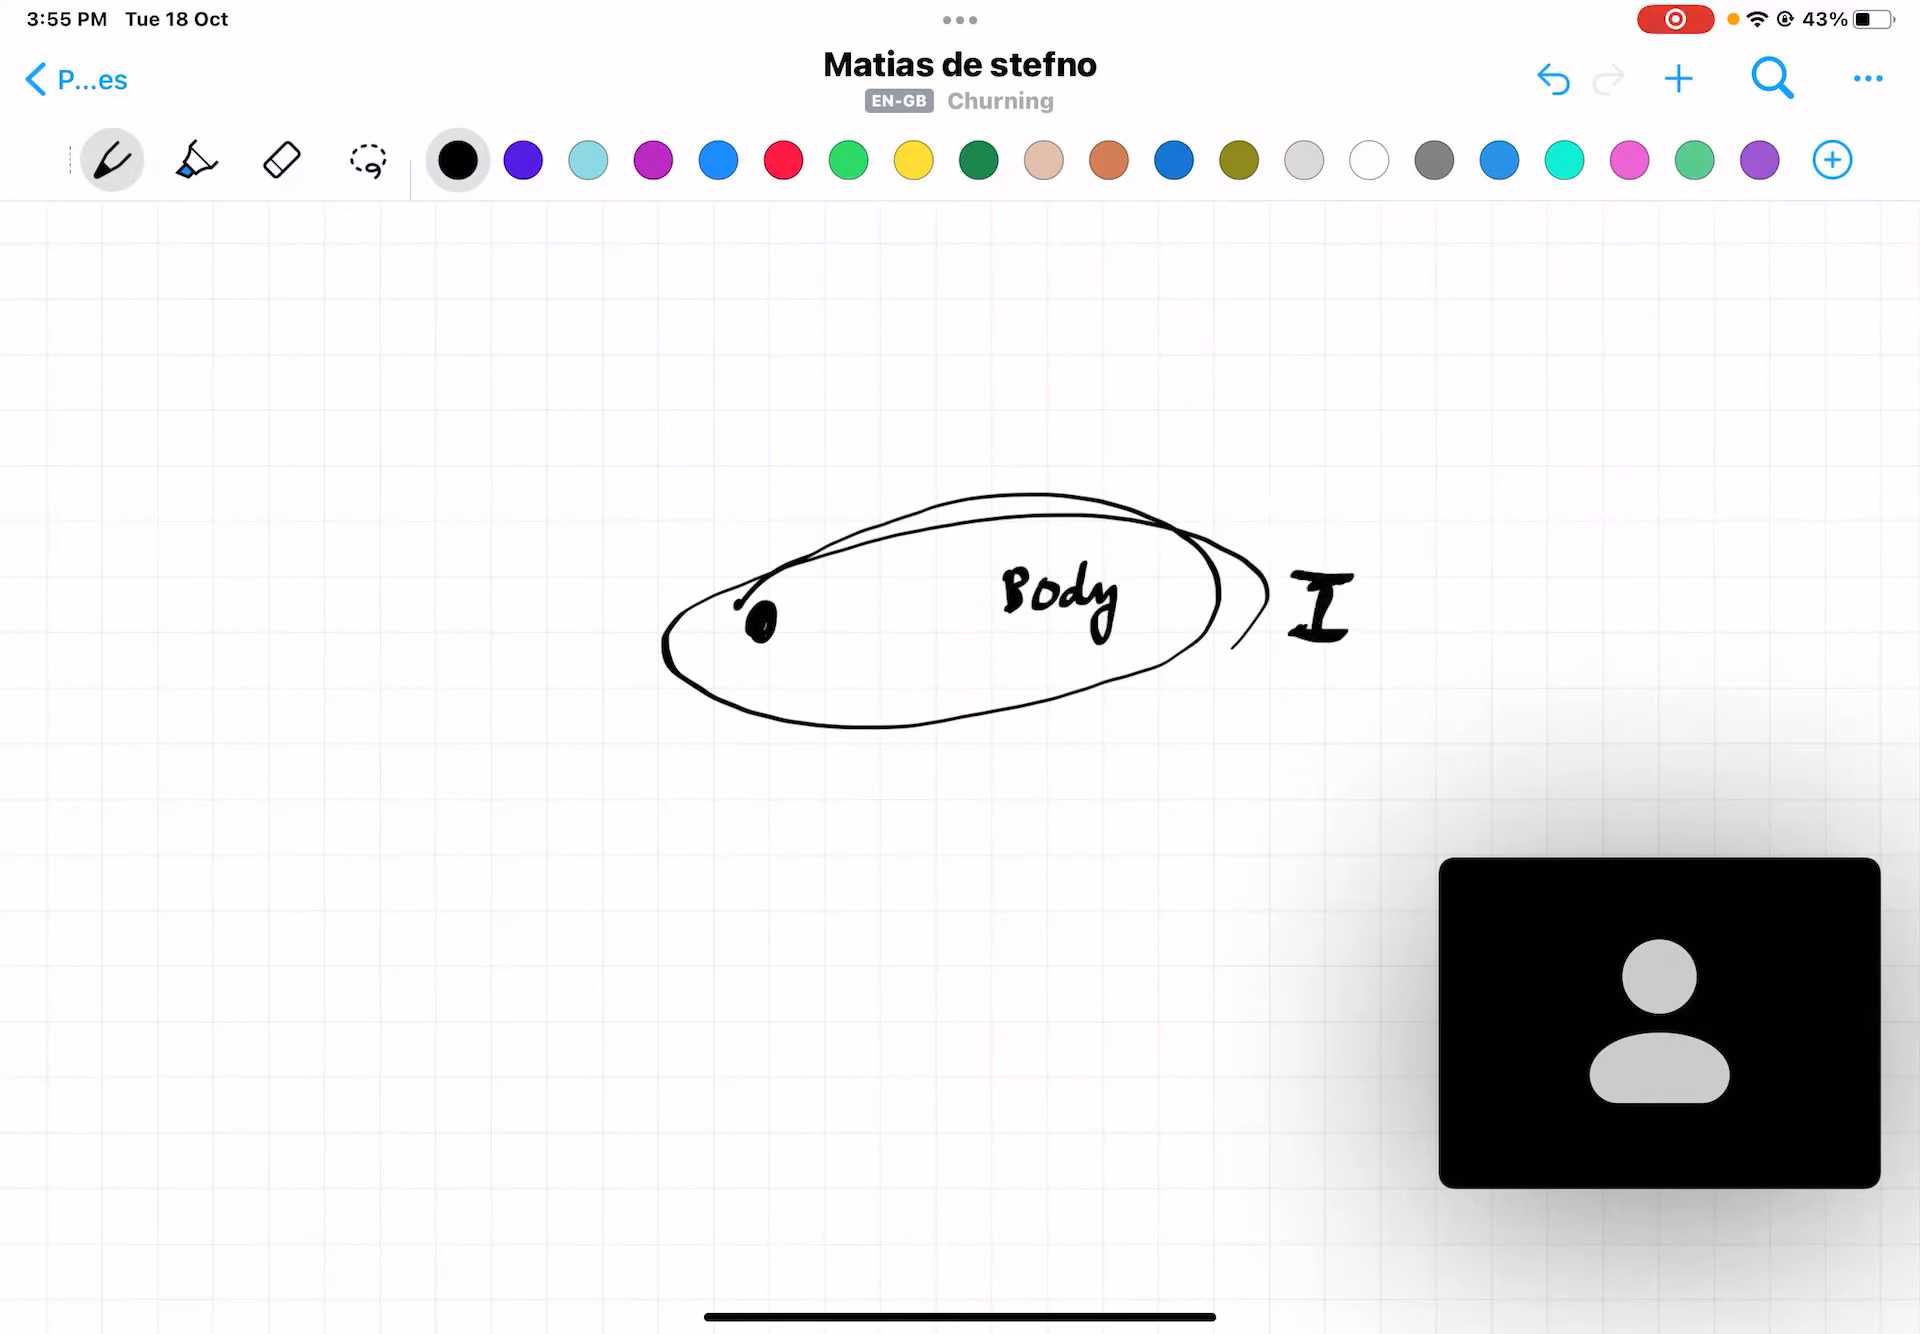 3:55 PM Tue 18 Oct
43%
P...es
Matias de stefno
EN-GB Churning
Body
I